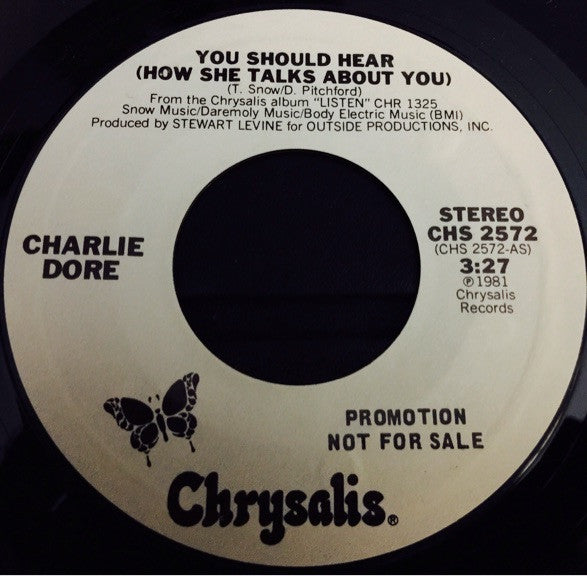 YOU SHOULD HEAR
(HOW SHE TALKS ABOUT YOU)
(T. Snow/D. Pitchford)
From the Chrysalis album "LISTEN" CHR 1325
Snow Music/Daremoly Music/Body Electric Music (BMI)
Produced by STEWART LEVINE for OUTSIDE PRODUCTIONS, INC.
CHARLIE
DORE
STEREO
CHS 2572
(CHS 2572-AS)
3:27
℗ 1981
Chrysalis
Records
PROMOTION
NOT FOR SALE
Chrysalis®